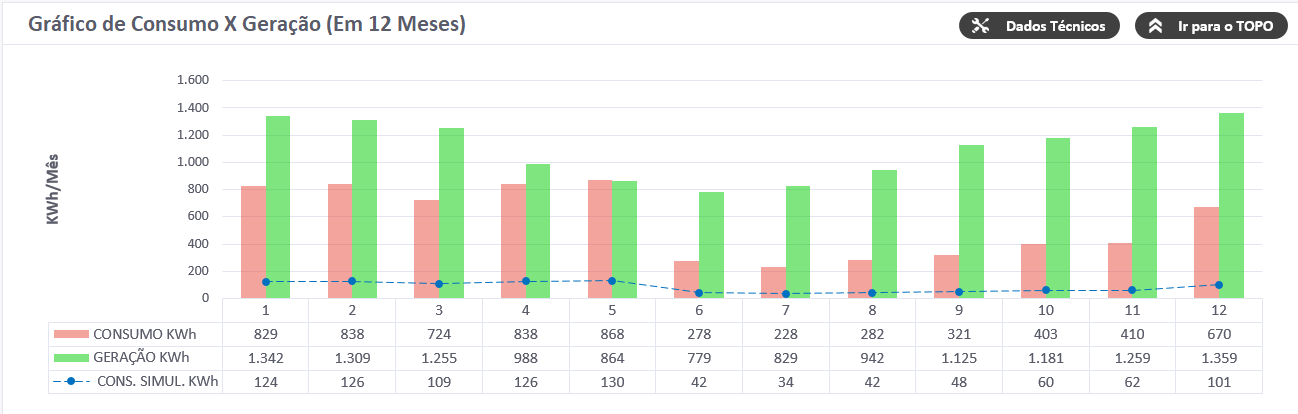 Gráfico de Consumo X Geração (Em 12 Meses)
Dados Técnicos
Ir para o TOPO
KWh/Mês
1.600
1.400
1.200
1.000
800
600
400
200
0
1 2 3 4 5 6 7 8 9 10 11 12
CONSUMO KWh 829 838 724 838 868 278 228 282 321 403 410 670
GERAÇÃO KWh 1.342 1.309 1.255 988 864 779 829 942 1.125 1.181 1.259 1.359
CONS. SIMUL. KWh 124 126 109 126 130 42 34 42 48 60 62 101